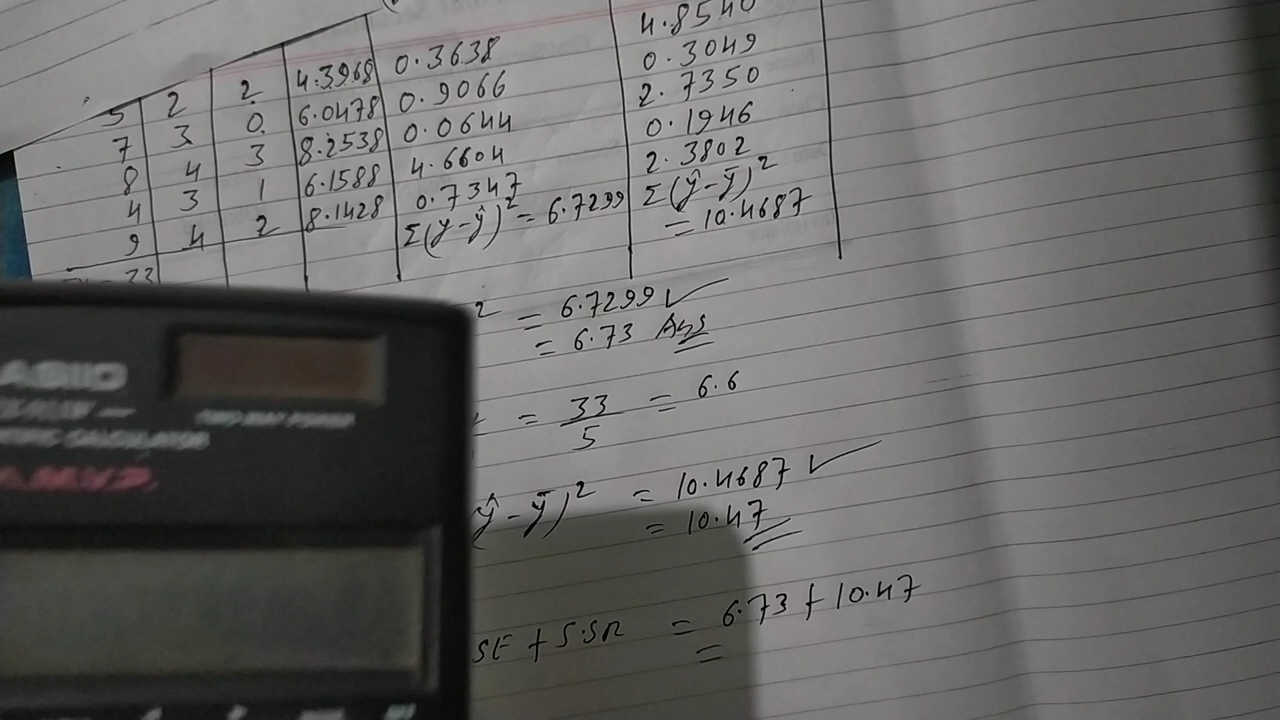 4.8540
5 2 2 4.3968 0.3638 0.3049
7 3 0 6.0478 0.9066 2.7350
8 4 3 8.2538 0.0644 0.1946
4 3 1 6.1588 4.6604 2.3802
9 4 2 8.1428 0.7347 Σ(ŷ-ȳ)²
Σ(y-ŷ)² = 6.7299 = 10.4687
33
2 = 6.7299 ✓
= 6.73 Ans
= 33/5 = 6.6
(ŷ-ȳ)² = 10.4687 ✓
= 10.47
SE + S.SR = 6.73 + 10.47
=